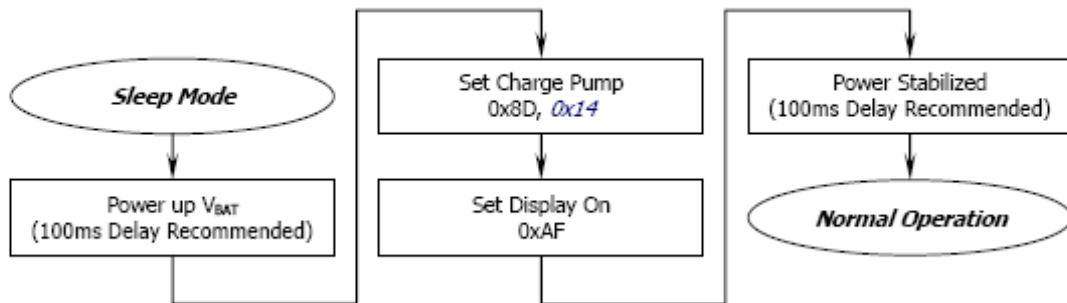 Sleep Mode
Power up VBAT
(100ms Delay Recommended)
Set Charge Pump
0x8D, 0x14
Set Display On
0xAF
Power Stabilized
(100ms Delay Recommended)
Normal Operation